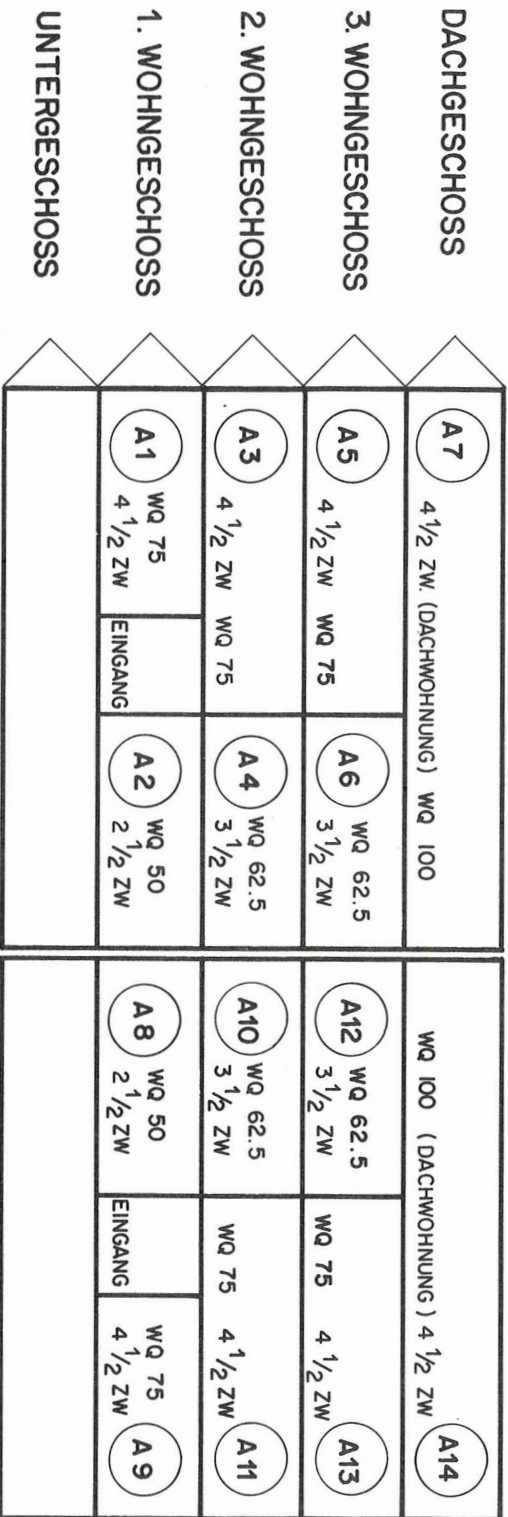 DACHGESCHOSS
A7 4 1/2 ZW. (DACHWOHNUNG) WQ 100
WQ 100 (DACHWOHNUNG) 4 1/2 ZW A14
3. WOHNGESCHOSS
A5 4 1/2 ZW WQ 75
A6 WQ 62.5
3 1/2 ZW
A12 WQ 62.5
3 1/2 ZW
WQ 75 4 1/2 ZW A13
2. WOHNGESCHOSS
A3 4 1/2 ZW WQ 75
A4 WQ 62.5
3 1/2 ZW
A10 WQ 62.5
3 1/2 ZW
WQ 75 4 1/2 ZW A11
1. WOHNGESCHOSS
A1 WQ 75
4 1/2 ZW
EINGANG
A2 WQ 50
2 1/2 ZW
A8 WQ 50
2 1/2 ZW
EINGANG
WQ 75
4 1/2 ZW A9
UNTERGESCHOSS